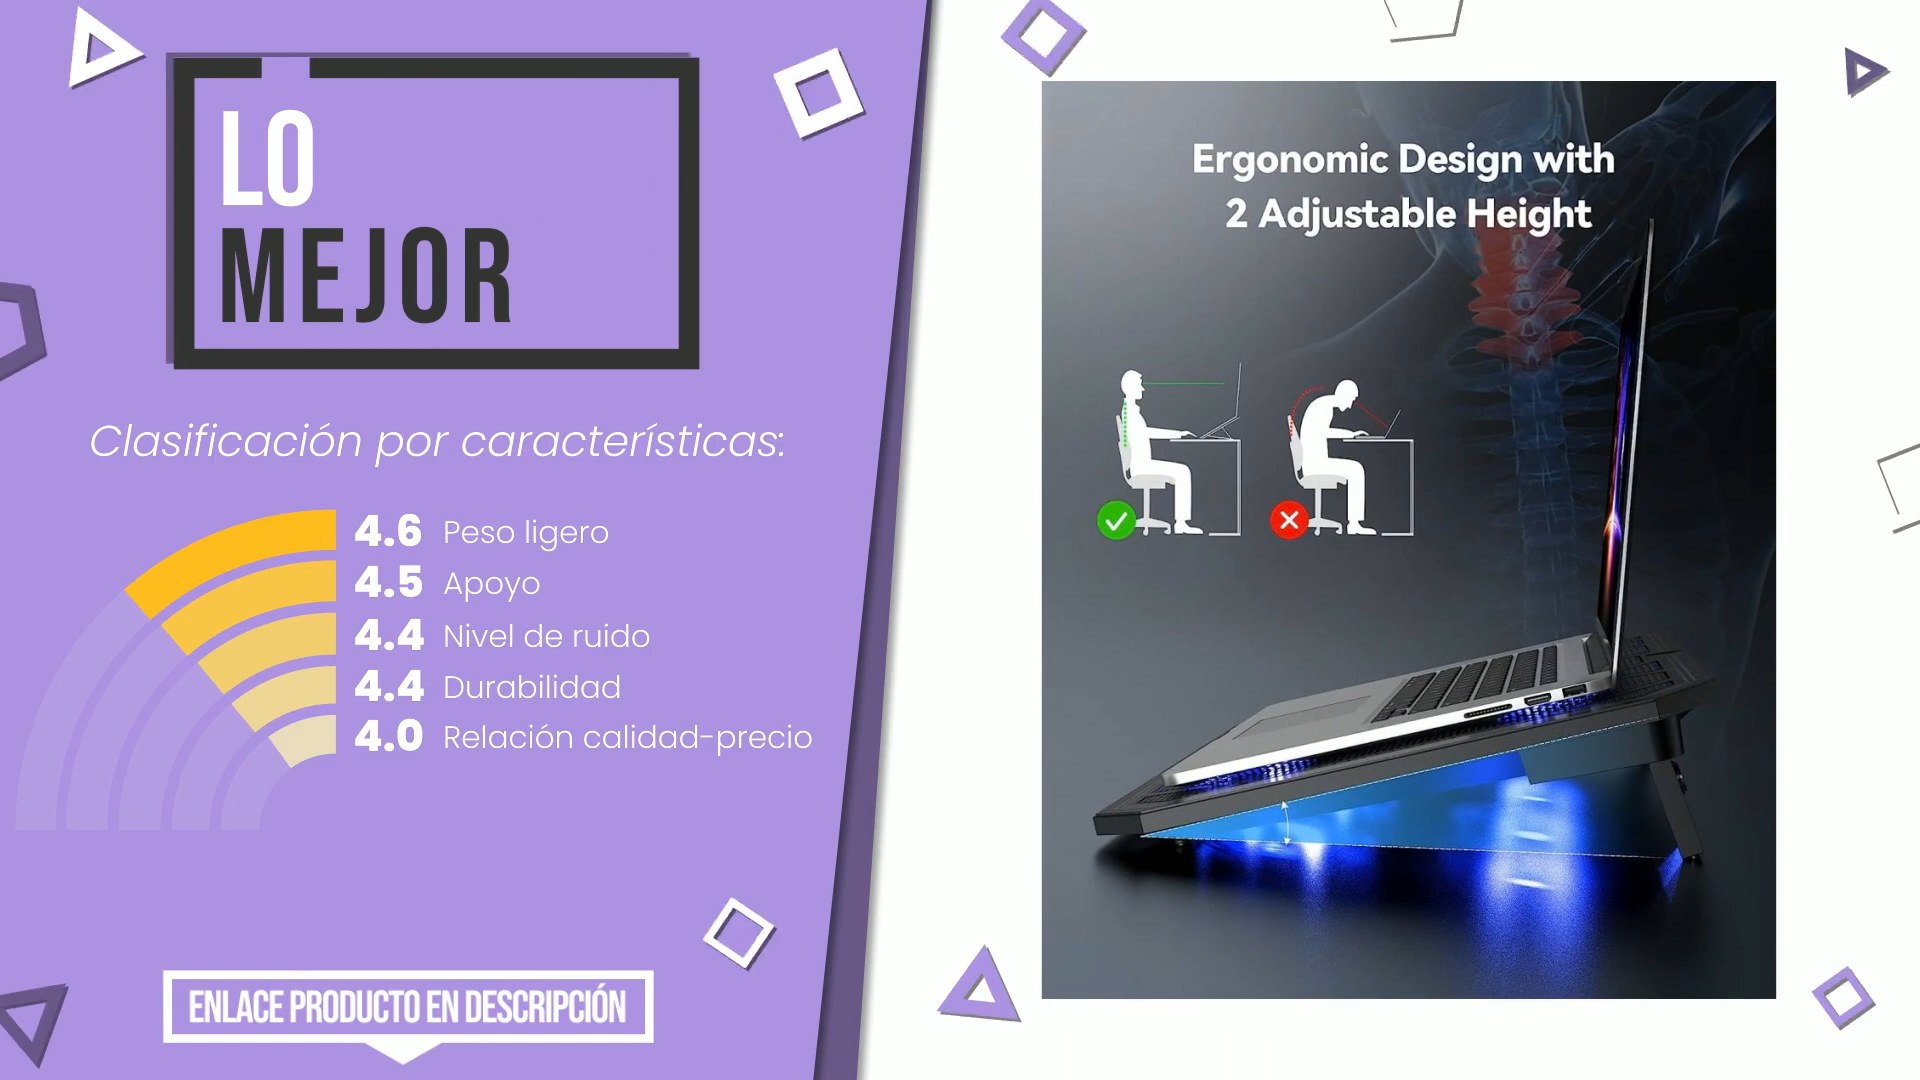 LO
MEJOR
Clasificación por características:
4.6 Peso ligero
4.5 Apoyo
4.4 Nivel de ruido
4.4 Durabilidad
4.0 Relación calidad-precio
ENLACE PRODUCTO EN DESCRIPCIÓN
Ergonomic Design with
2 Adjustable Height